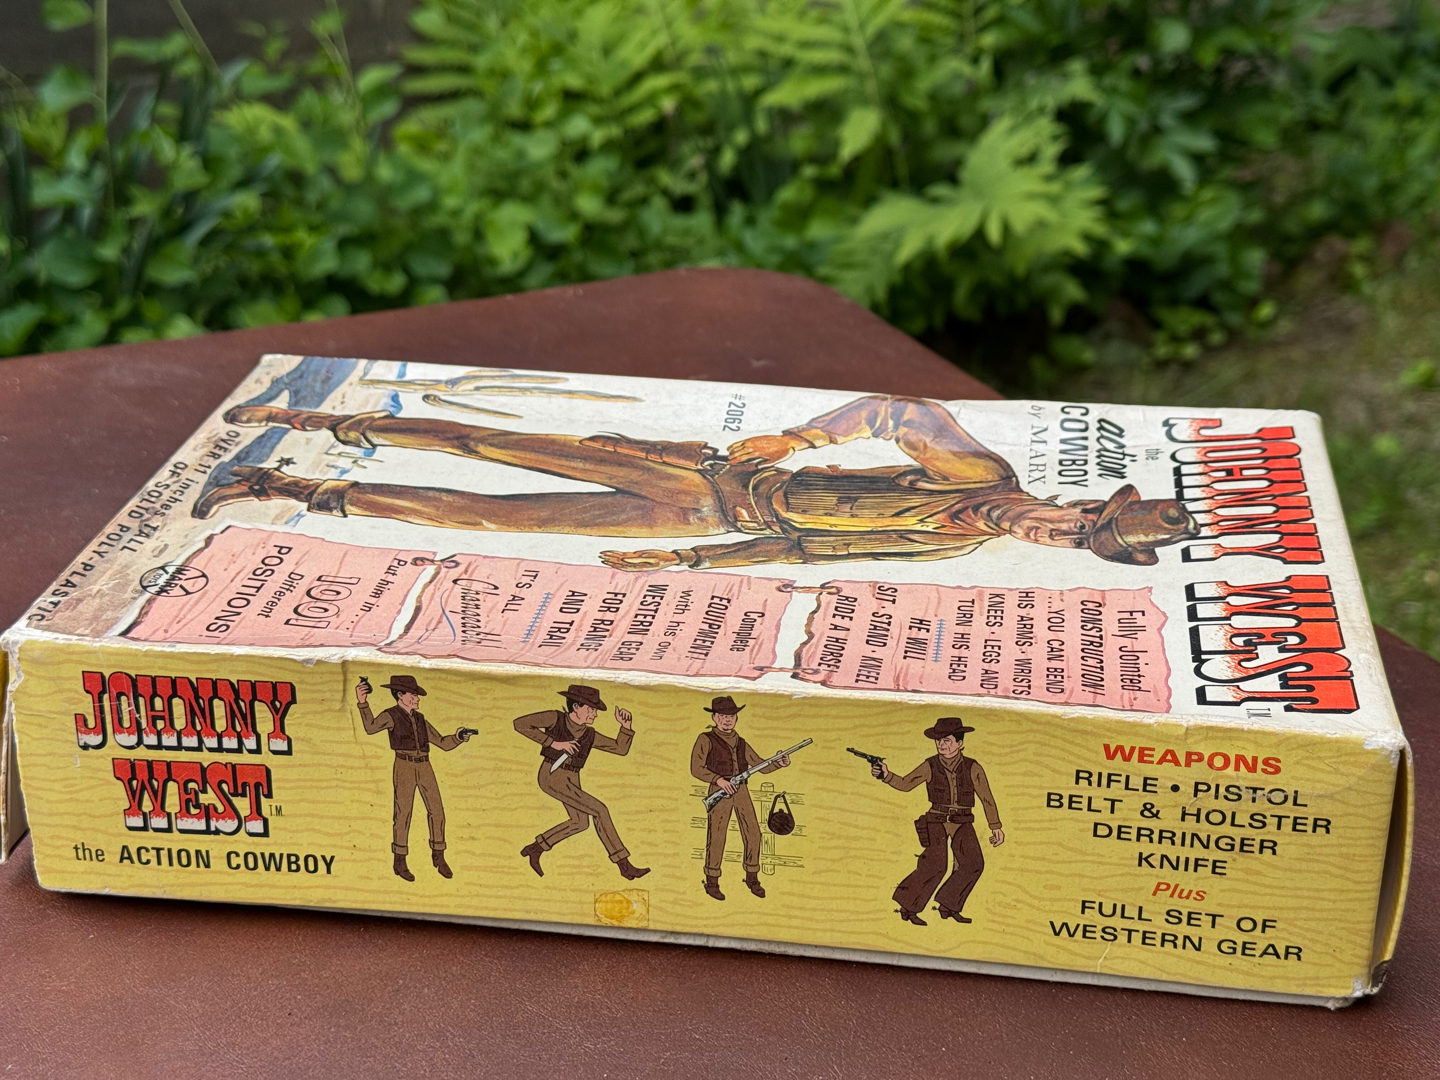 JOHNNY WEST
T.M.
the
action
COWBOY
by MARX
#2062
Fully Jointed
CONSTRUCTION!
...YOU CAN BEND
HIS ARMS · WRISTS
KNEES · LEGS AND
TURN HIS HEAD
HE WILL
SIT · STAND · KNEEL
RIDE A HORSE!
Complete
EQUIPMENT!
with his own
WESTERN GEAR
FOR RANGE
AND TRAIL
IT'S ALL
Changeable!
Put him in...
1001
Different
POSITIONS!
MARX
OVER 11 inches TALL
OF SOLID POLY-PLASTIC
JOHNNY
WEST
T.M.
the ACTION COWBOY
WEAPONS
RIFLE • PISTOL
BELT & HOLSTER
DERRINGER
KNIFE
Plus
FULL SET OF
WESTERN GEAR